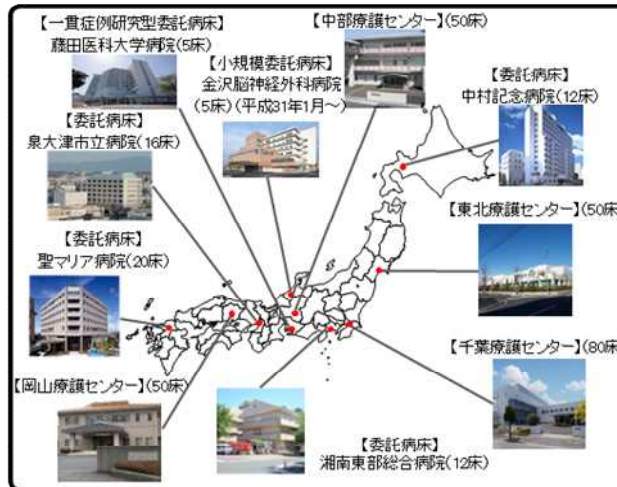 【一貫症例研究型委託病床】
藤田医科大学病院(5床)
【小規模委託病床】
金沢脳神経外科病院
(5床)(平成31年1月～)
【中部療護センター】(50床)
【委託病床】
中村記念病院(12床)
【委託病床】
泉大津市立病院(16床)
【東北療護センター】(50床)
【委託病床】
聖マリア病院(20床)
【千葉療護センター】(80床)
【岡山療護センター】(50床)
【委託病床】
湘南東部総合病院(12床)